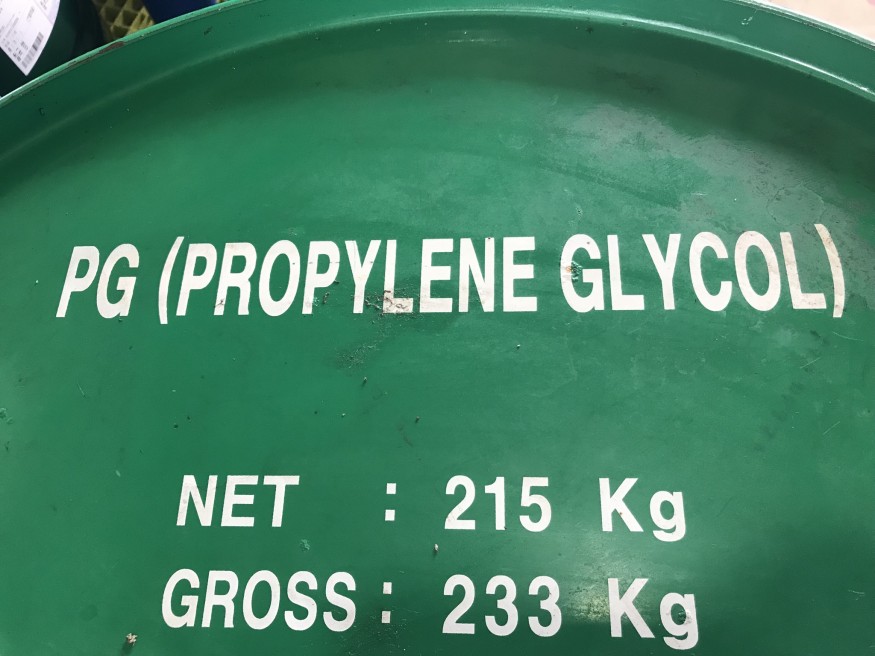 PG (PROPYLENE GLYCOL)
NET : 215 Kg
GROSS : 233 Kg